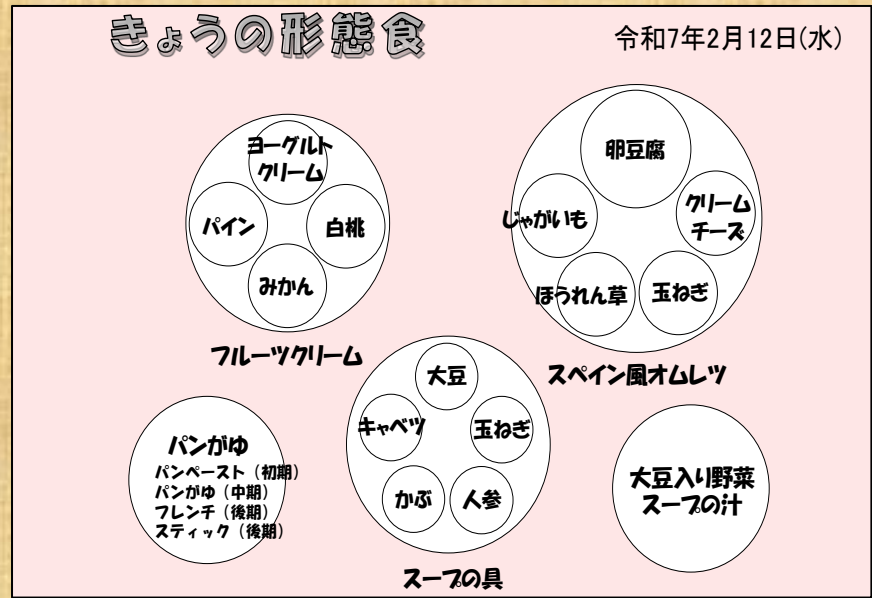 きょうの形態食
令和7年2月12日(水)
ヨーグルト
クリーム
パイン
白桃
みかん
フルーツクリーム
卵豆腐
じゃがいも
クリーム
チーズ
ほうれん草
玉ねぎ
スペイン風オムレツ
パンがゆ
パンペースト（初期）
パンがゆ（中期）
フレンチ（後期）
スティック（後期）
大豆
キャベツ
玉ねぎ
かぶ
人参
スープの具
大豆入り野菜
スープの汁